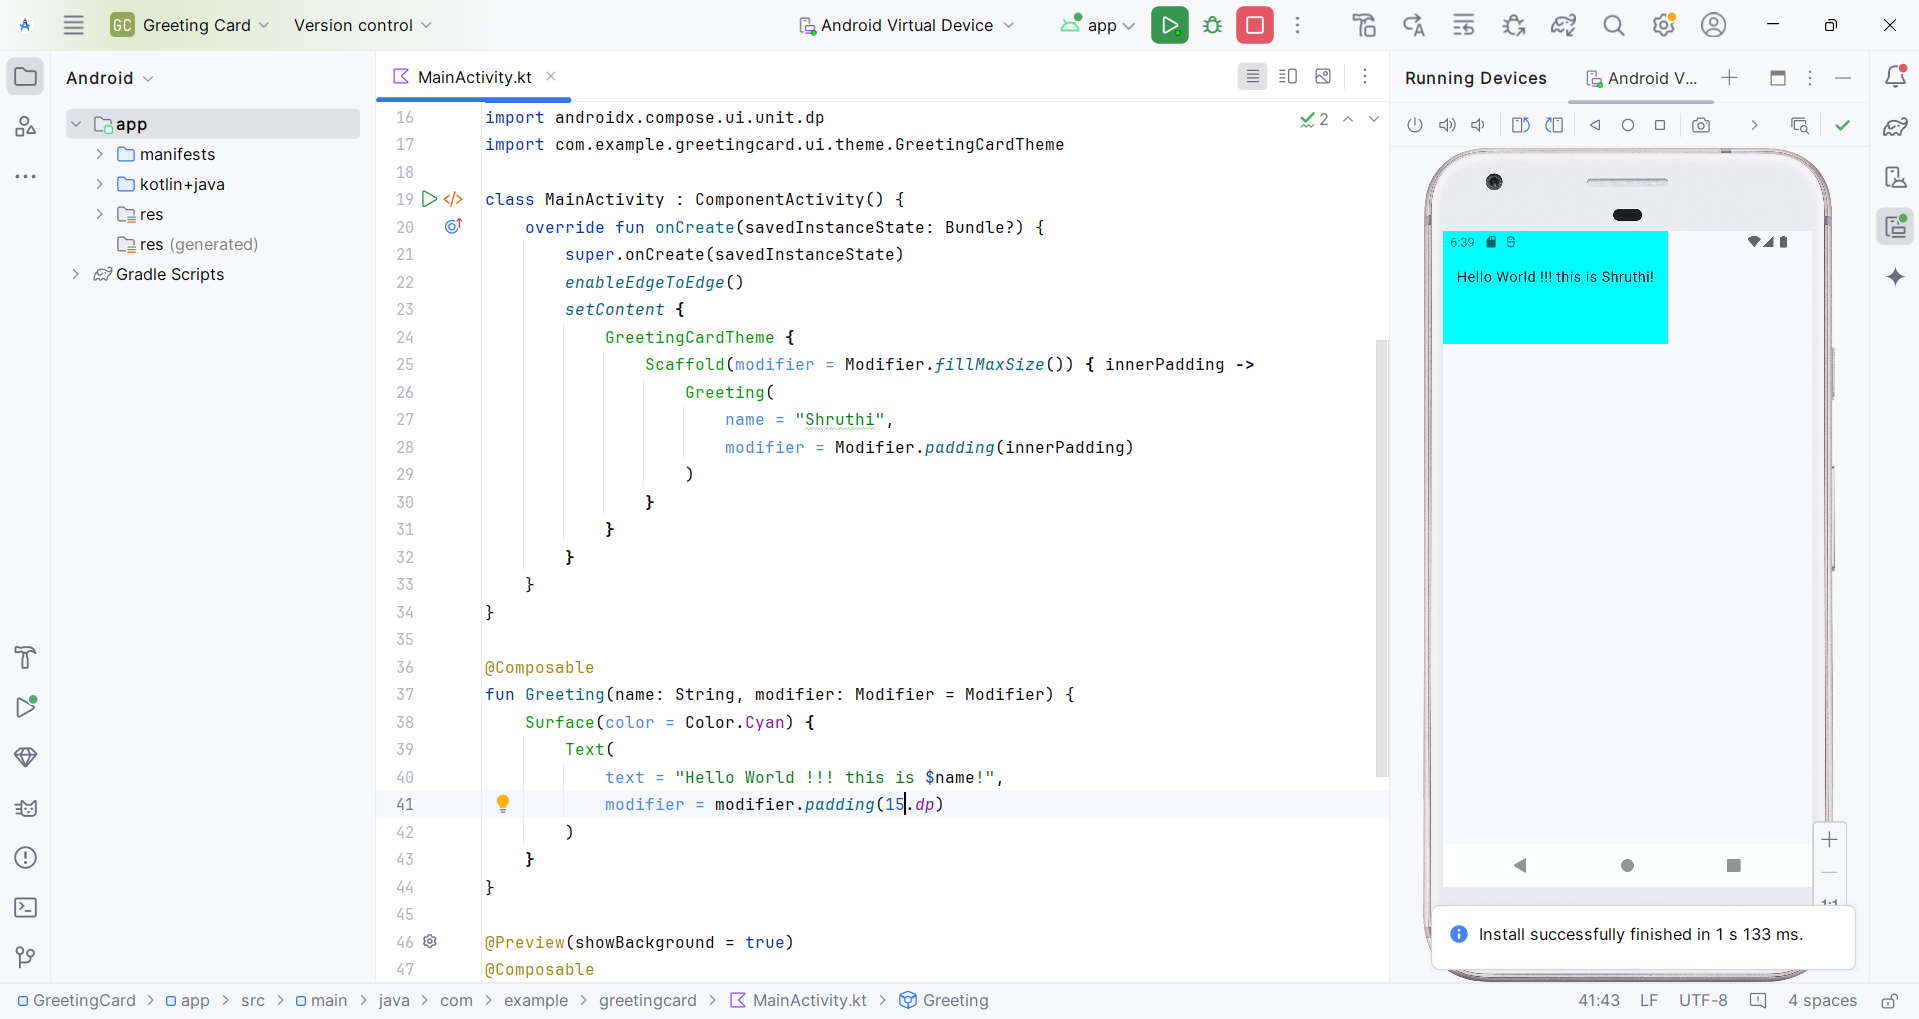 GC Greeting Card Version control Android Virtual Device app
Android
app
manifests
kotlin+java
res
res (generated)
Gradle Scripts
MainActivity.kt
2
16 import androidx.compose.ui.unit.dp
17 import com.example.greetingcard.ui.theme.GreetingCardTheme
18
19 class MainActivity : ComponentActivity() {
20 override fun onCreate(savedInstanceState: Bundle?) {
21 super.onCreate(savedInstanceState)
22 enableEdgeToEdge()
23 setContent {
24 GreetingCardTheme {
25 Scaffold(modifier = Modifier.fillMaxSize()) { innerPadding ->
26 Greeting(
27 name = "Shruthi",
28 modifier = Modifier.padding(innerPadding)
29 )
30 }
31 }
32 }
33 }
34 }
35
36 @Composable
37 fun Greeting(name: String, modifier: Modifier = Modifier) {
38 Surface(color = Color.Cyan) {
39 Text(
40 text = "Hello World !!! this is $name!",
41 modifier = modifier.padding(15.dp)
42 )
43 }
44 }
45
46 @Preview(showBackground = true)
47 @Composable
Running Devices Android V...
6:39
Hello World !!! this is Shruthi!
1:1
Install successfully finished in 1 s 133 ms.
GreetingCard > app > src > main > java > com > example > greetingcard > MainActivity.kt > Greeting
41:43 LF UTF-8 4 spaces